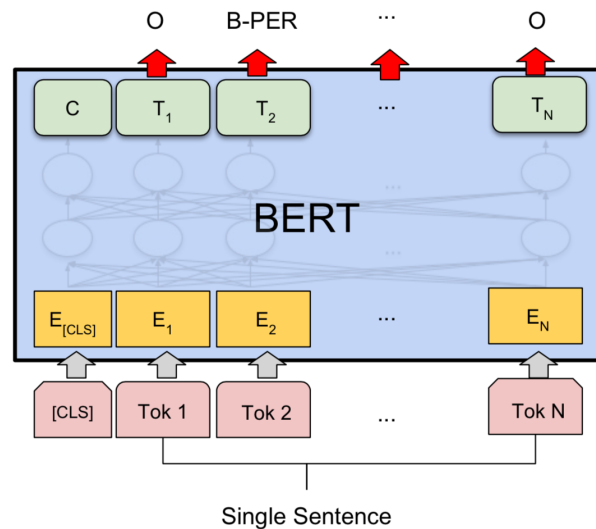 O B-PER ... O
C T1 T2 ... TN
...
BERT
...
E[CLS] E1 E2 ... EN
[CLS] Tok 1 Tok 2 ... Tok N
Single Sentence